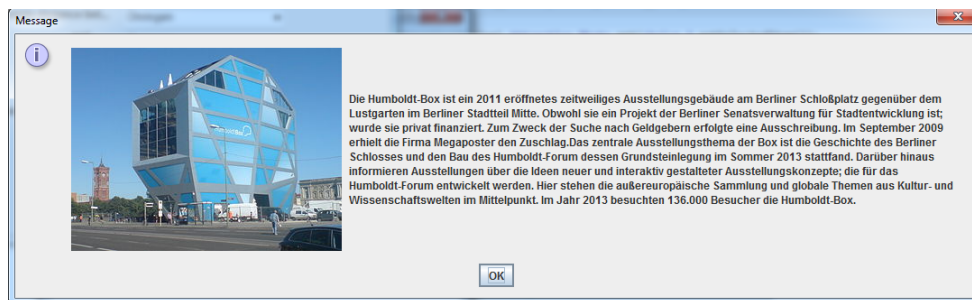 Message
Die Humboldt-Box ist ein 2011 eröffnetes zeitweiliges Ausstellungsgebäude am Berliner Schloßplatz gegenüber dem
Lustgarten im Berliner Stadtteil Mitte. Obwohl sie ein Projekt der Berliner Senatsverwaltung für Stadtentwicklung ist;
wurde sie privat finanziert. Zum Zweck der Suche nach Geldgebern erfolgte eine Ausschreibung. Im September 2009
erhielt die Firma Megaposter den Zuschlag.Das zentrale Ausstellungsthema der Box ist die Geschichte des Berliner
Schlosses und den Bau des Humboldt-Forum dessen Grundsteinlegung im Sommer 2013 stattfand. Darüber hinaus
informieren Ausstellungen über die Ideen neuer und interaktiv gestalteter Ausstellungskonzepte; die für das
Humboldt-Forum entwickelt werden. Hier stehen die außereuropäische Sammlung und globale Themen aus Kultur- und
Wissenschaftswelten im Mittelpunkt. Im Jahr 2013 besuchten 136.000 Besucher die Humboldt-Box.
OK